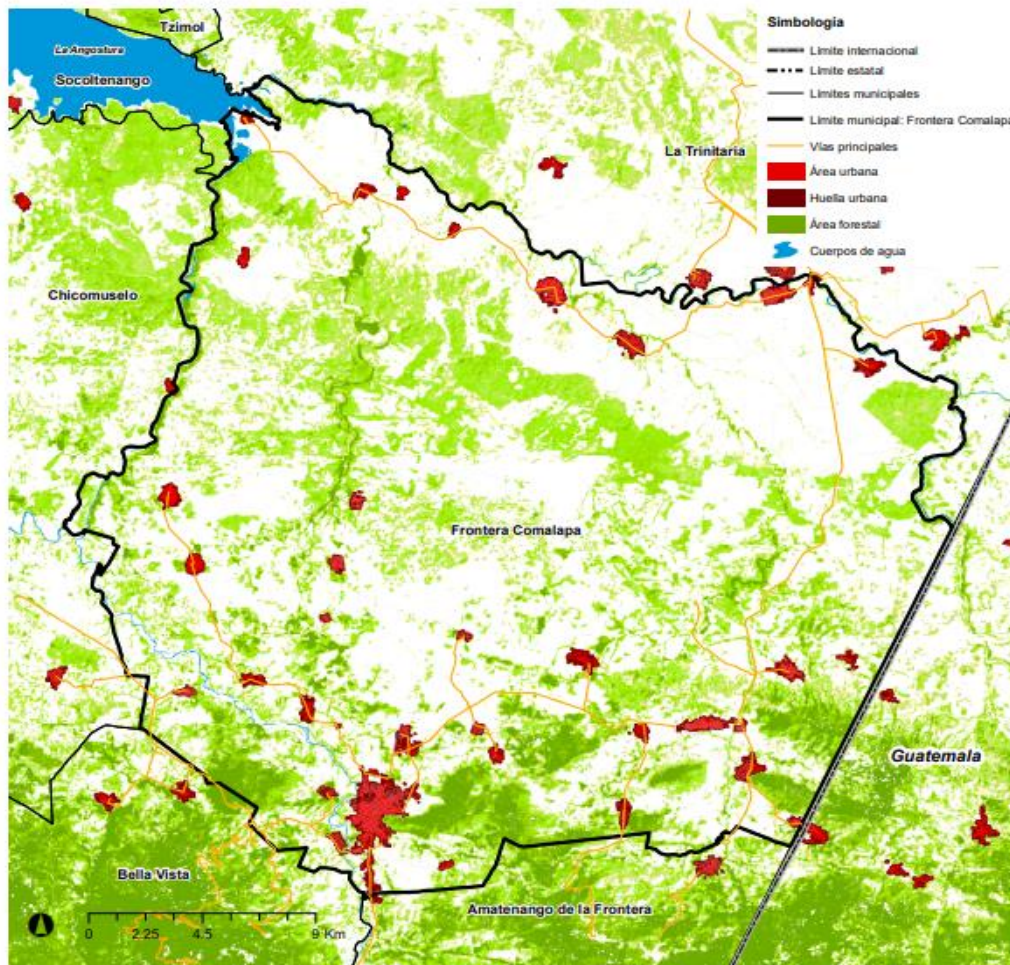 Tzimol
La Angostura
Socoltenango
La Trinitaria
Chicomuselo
Frontera Comalapa
Guatemala
Bella Vista
Amatenango de la Frontera
0 2.25 4.5 9 Km
Simbología
Límite internacional
Límite estatal
Límites municipales
Límite municipal: Frontera Comalapa
Vías principales
Área urbana
Huella urbana
Área forestal
Cuerpos de agua